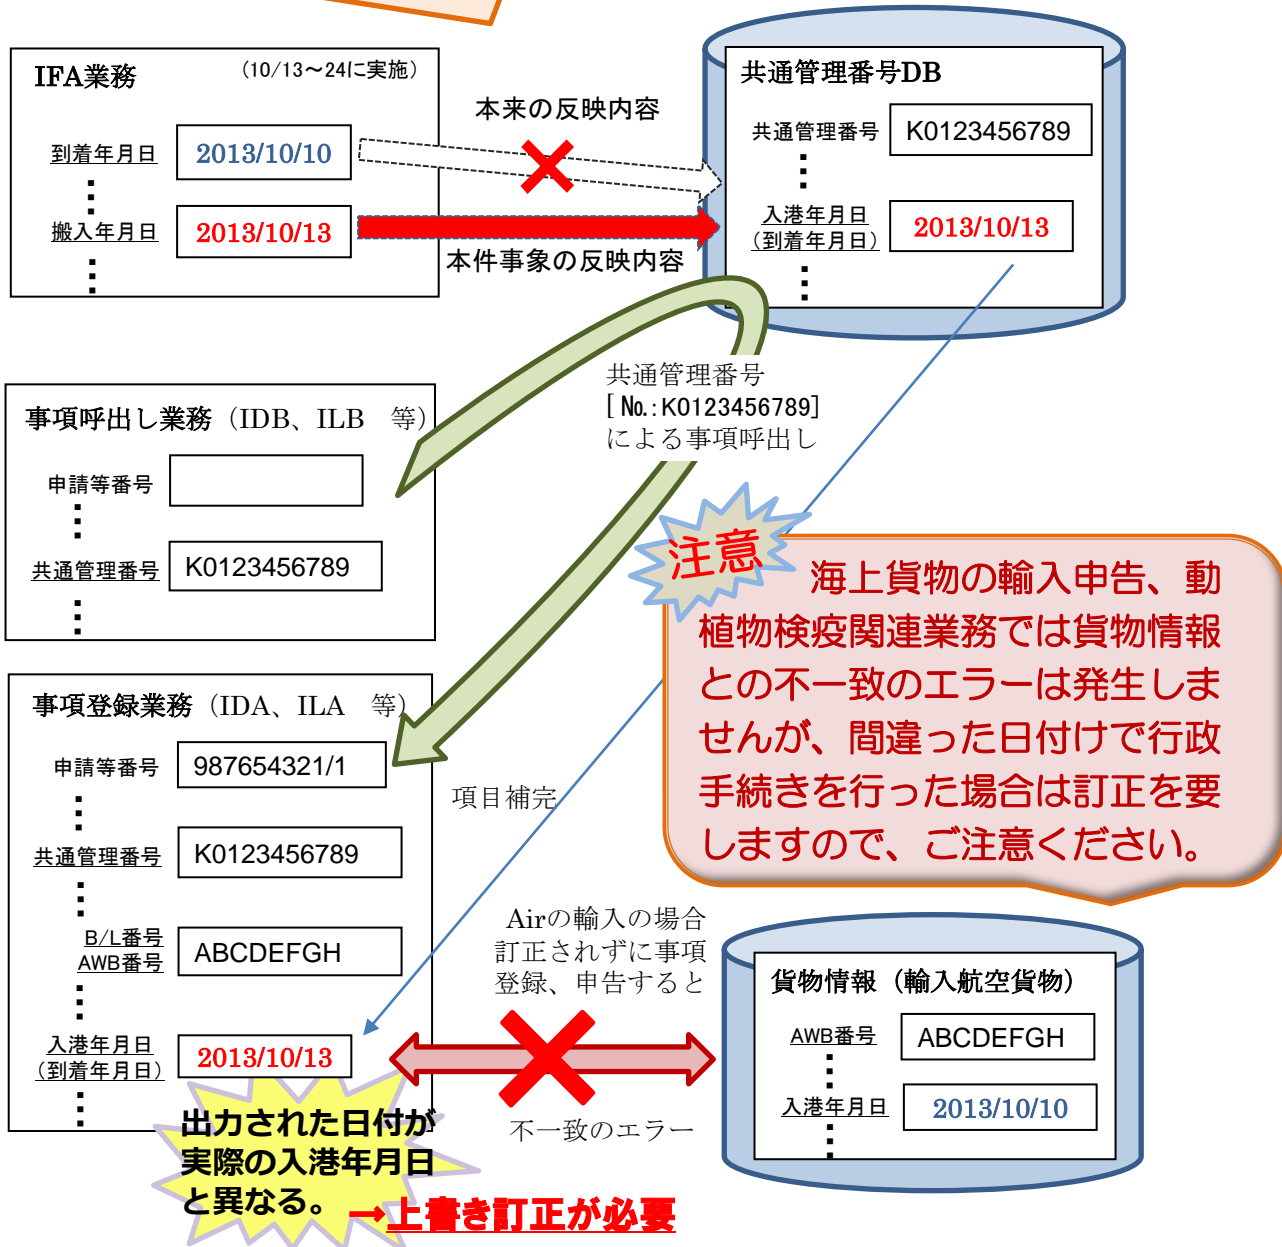 IFA業務 (10/13～24に実施)
到着年月日 2013/10/10
搬入年月日 2013/10/13
本来の反映内容
本件事象の反映内容
共通管理番号DB
共通管理番号 K0123456789
入港年月日
(到着年月日) 2013/10/13
共通管理番号
[ №.:K0123456789]
による事項呼出し
事項呼出し業務（IDB、ILB　等）
申請等番号
共通管理番号 K0123456789
注意
海上貨物の輸入申告、動
植物検疫関連業務では貨物情報
との不一致のエラーは発生しま
せんが、間違った日付けで行政
手続きを行った場合は訂正を要
しますので、ご注意ください。
事項登録業務（IDA、ILA　等）
申請等番号 987654321/1
共通管理番号 K0123456789
B/L番号
AWB番号 ABCDEFGH
入港年月日
(到着年月日) 2013/10/13
項目補完
Airの輸入の場合
訂正されずに事項
登録、申告すると
不一致のエラー
貨物情報（輸入航空貨物）
AWB番号 ABCDEFGH
入港年月日 2013/10/10
出力された日付が
実際の入港年月日
と異なる。
→上書き訂正が必要